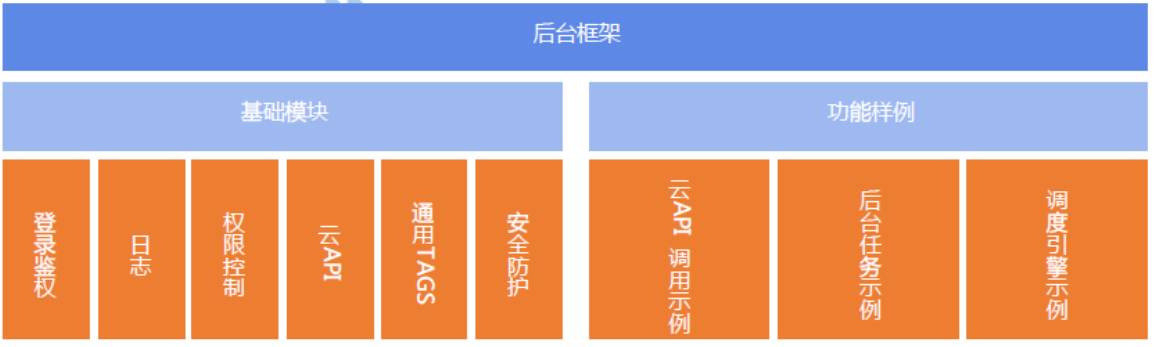 后台框架
基础模块
功能样例
登录鉴权
日志
权限控制
云API
通用TAGS
安全防护
云API 调用示例
后台任务示例
调度引擎示例